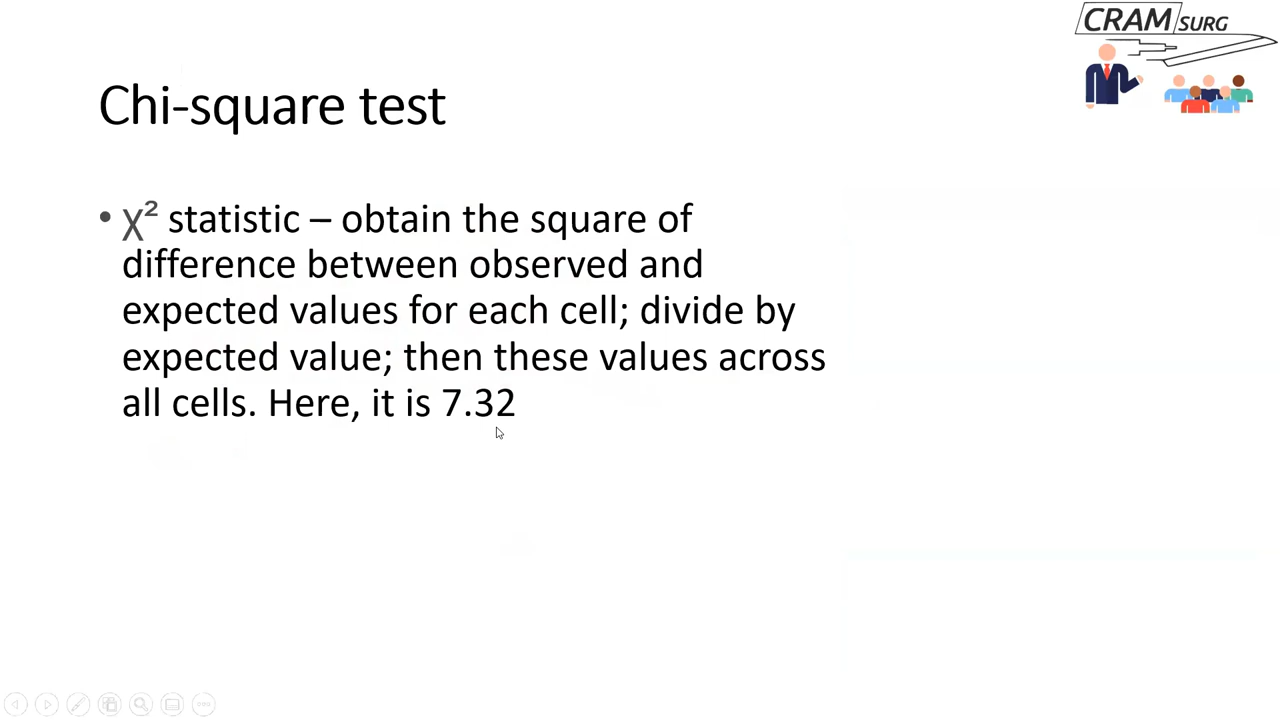 CRAM SURG
Chi-square test
• χ² statistic – obtain the square of
difference between observed and
expected values for each cell; divide by
expected value; then these values across
all cells. Here, it is 7.32